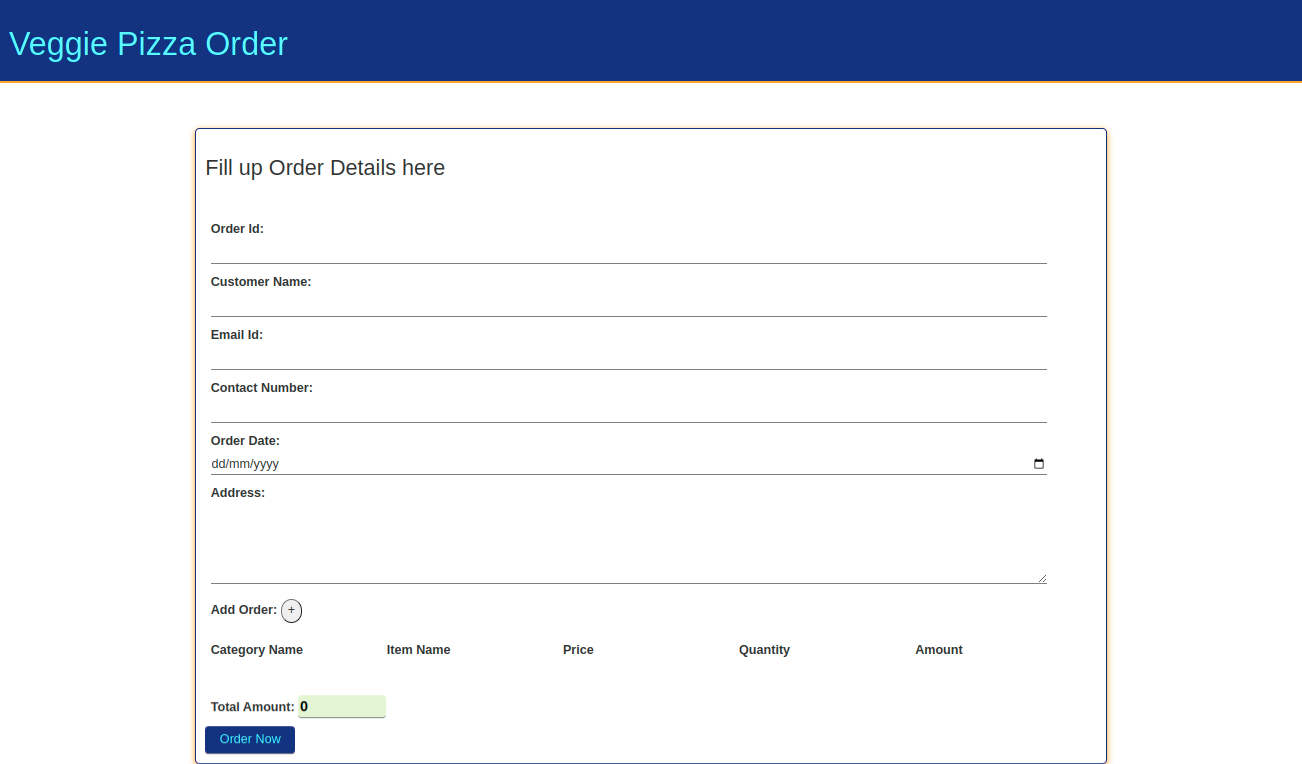 Veggie Pizza Order
Fill up Order Details here
Order Id:
Customer Name:
Email Id:
Contact Number:
Order Date:
dd/mm/yyyy
Address:
Add Order: +
Category Name Item Name Price Quantity Amount
Total Amount: 0
Order Now